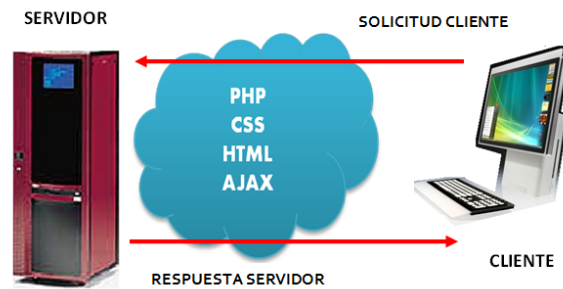 SERVIDOR
SOLICITUD CLIENTE
PHP
CSS
HTML
AJAX
CLIENTE
RESPUESTA SERVIDOR